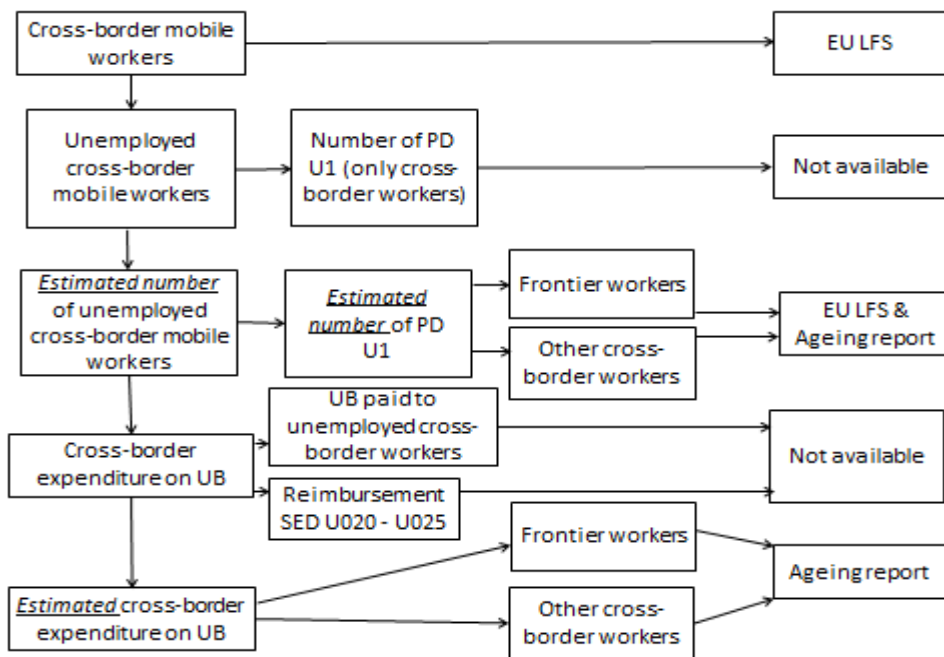 Cross-border mobile
workers
EU LFS
Unemployed
cross-border
mobile workers
Number of PD
U1 (only cross-
border workers)
Not available
Estimated number
of unemployed
cross-border mobile
workers
Estimated
number of PD
U1
Frontier workers
Other cross-
border workers
EU LFS &
Ageing report
Cross-border
expenditure on UB
UB paid to
unemployed cross-
border workers
Reimbursement
SED U020 - U025
Not available
Estimated cross-border
expenditure on UB
Frontier workers
Other cross-
border workers
Ageing report